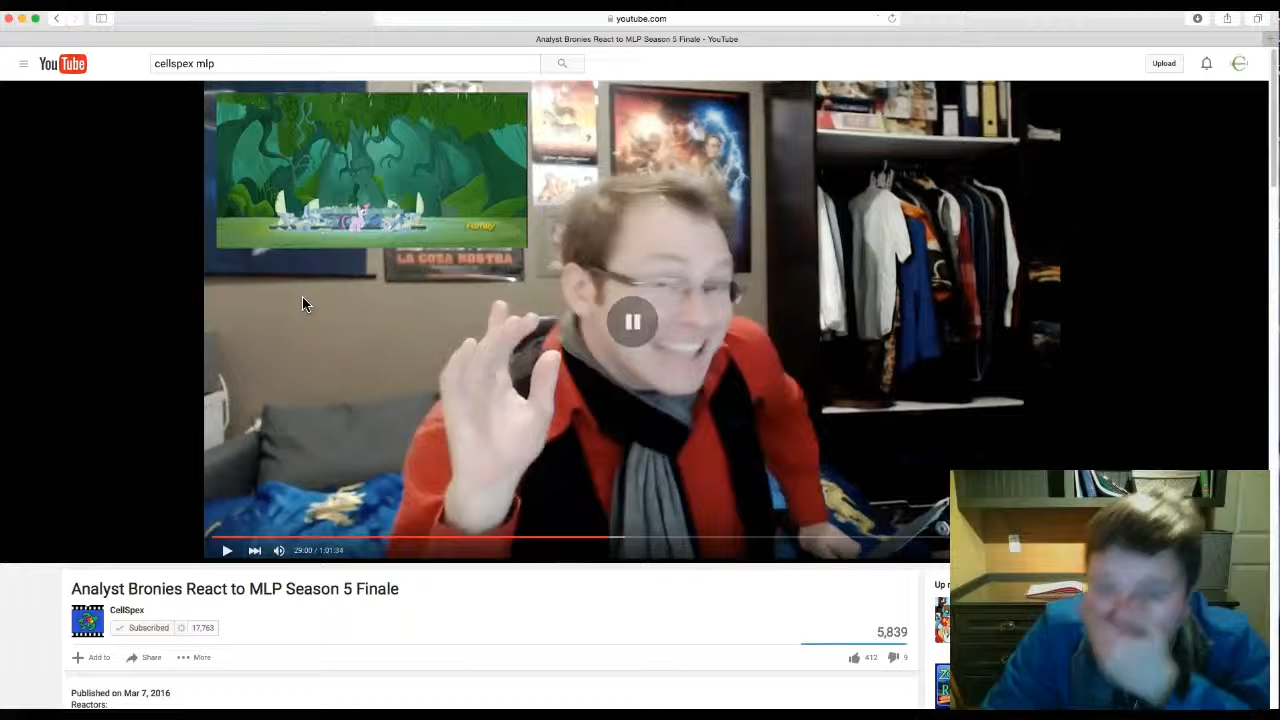 youtube.com
Analyst Bronies React to MLP Season 5 Finale - YouTube
YouTube
cellspex mlp
Upload
Family
LA COSA NOSTRA
29:00 / 1:01:34
Analyst Bronies React to MLP Season 5 Finale
Up n
CellSpex
Subscribed 17,763
5,839
Add to Share More 412 9
Published on Mar 7, 2016
Reactors: